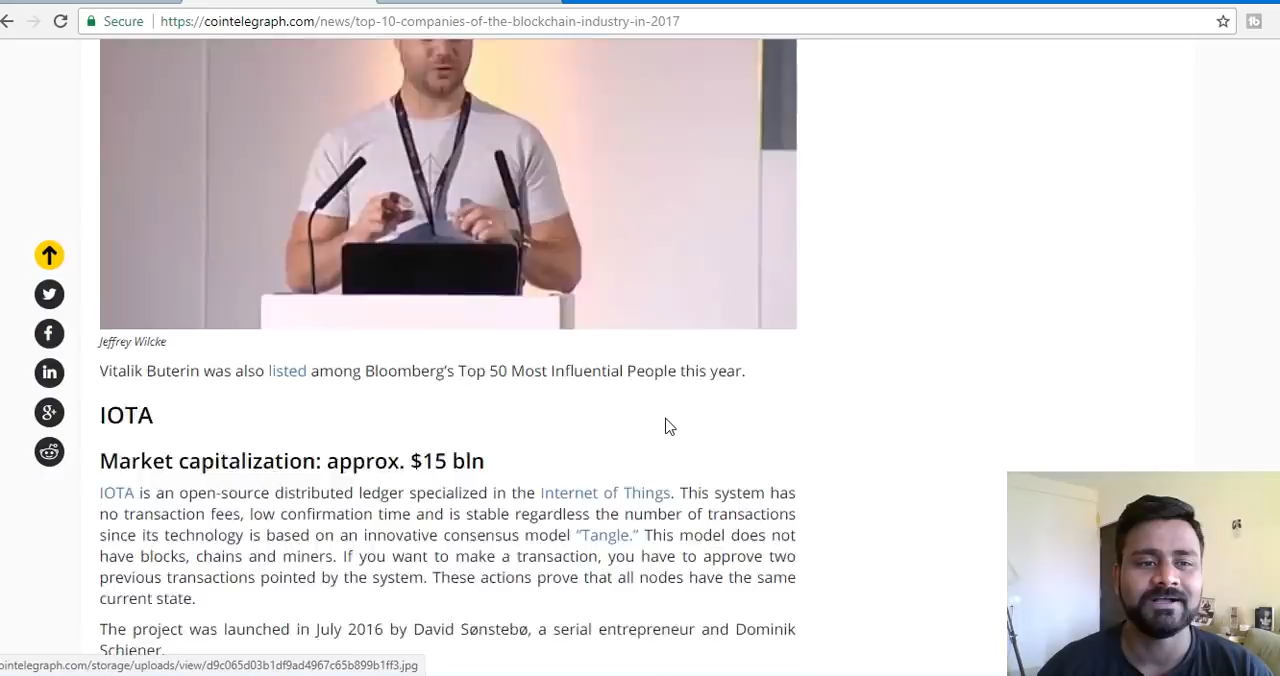 Secure
https://cointelegraph.com/news/top-10-companies-of-the-blockchain-industry-in-2017
Jeffrey Wilcke
Vitalik Buterin was also listed among Bloomberg's Top 50 Most Influential People this year.
IOTA
Market capitalization: approx. $15 bln
IOTA is an open-source distributed ledger specialized in the Internet of Things. This system has
no transaction fees, low confirmation time and is stable regardless the number of transactions
since its technology is based on an innovative consensus model “Tangle.” This model does not
have blocks, chains and miners. If you want to make a transaction, you have to approve two
previous transactions pointed by the system. These actions prove that all nodes have the same
current state.
The project was launched in July 2016 by David Sønstebø, a serial entrepreneur and Dominik
Schiener.
ointelegraph.com/storage/uploads/view/d9c065d03b1df9ad4967c65b899b1ff3.jpg